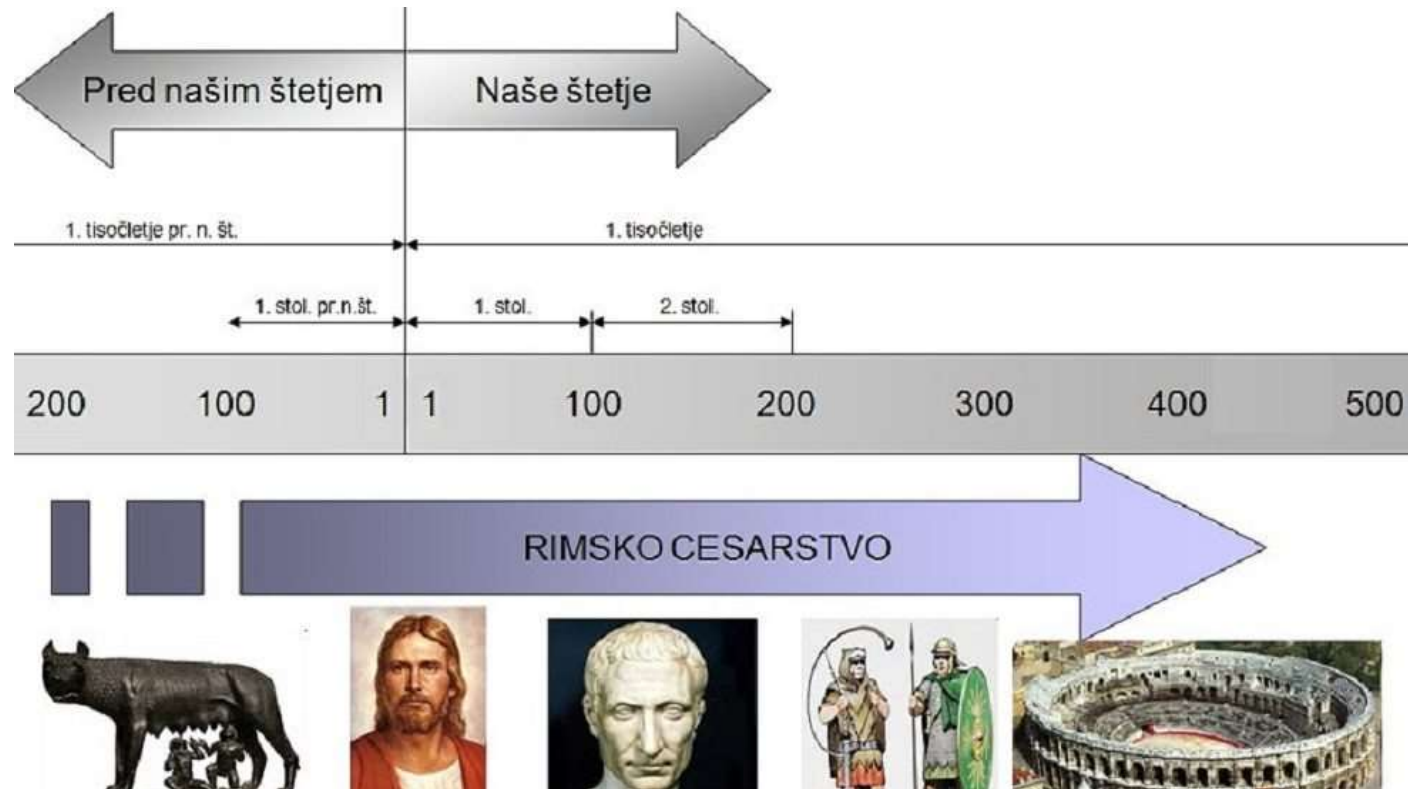 Pred našim štetjem Naše štetje
1. tisočletje pr. n. št. 1. tisočletje
1. stol. pr.n.št. 1. stol. 2. stol.
200 100 1 1 100 200 300 400 500
RIMSKO CESARSTVO